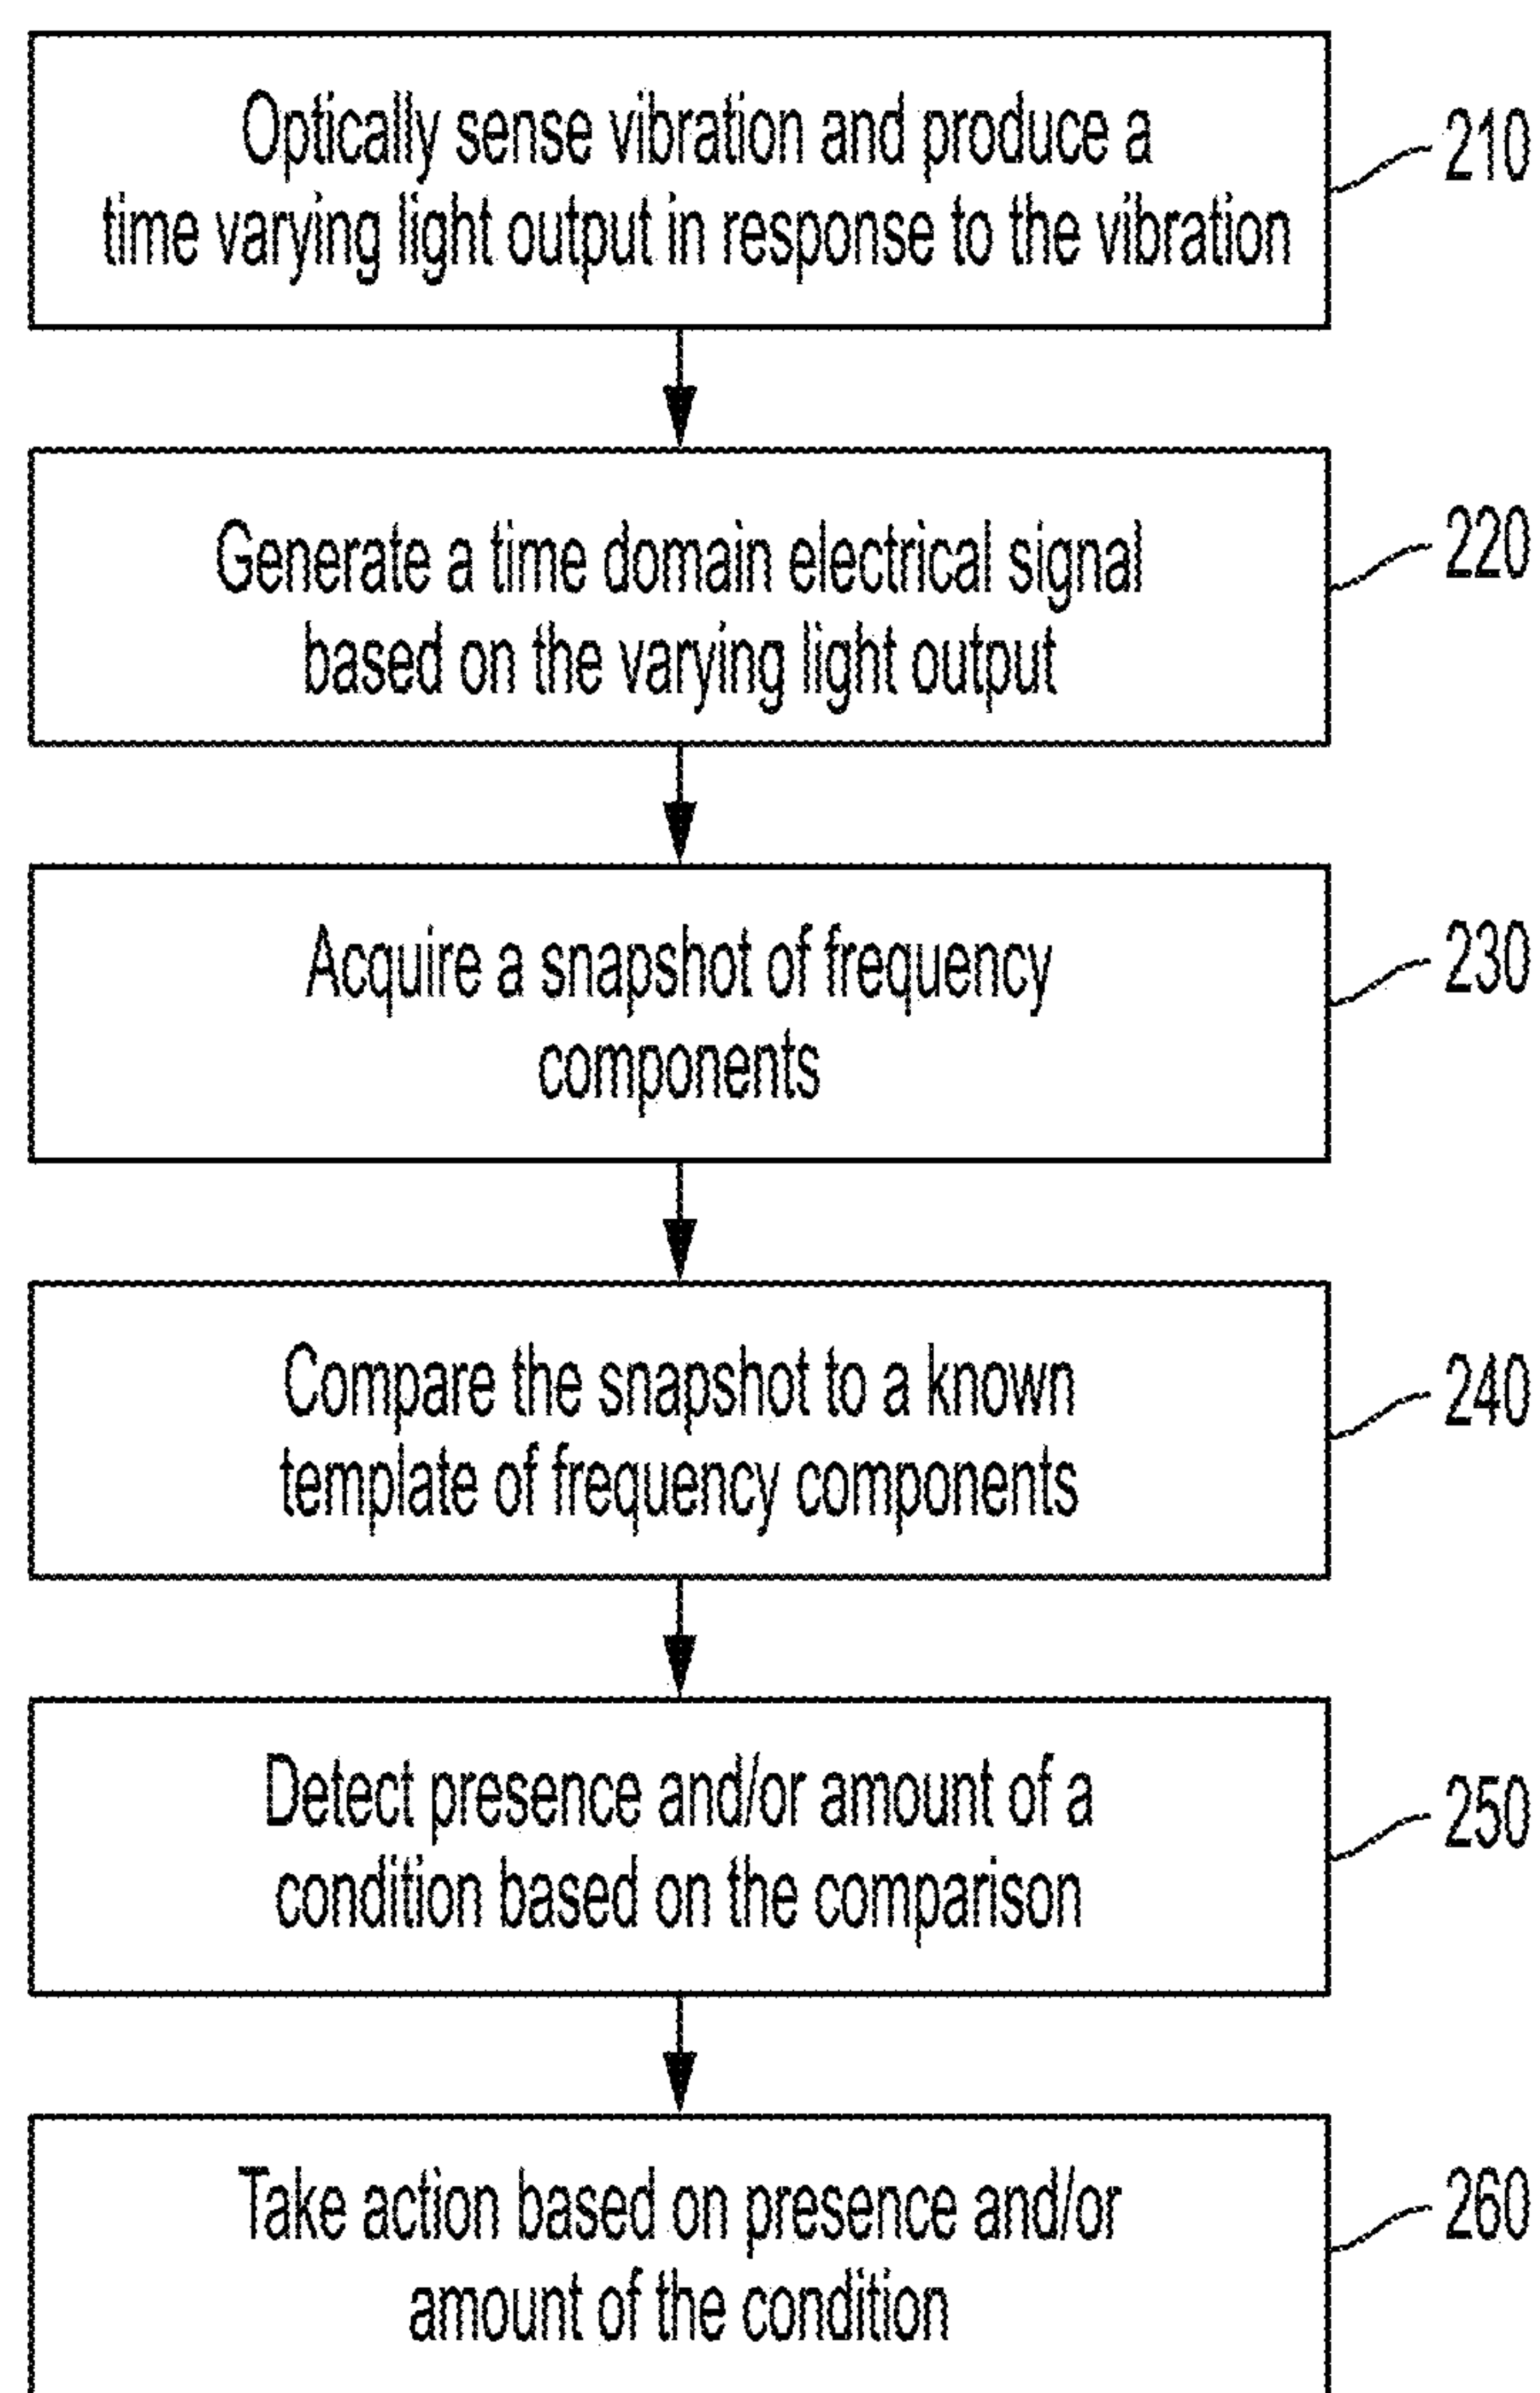 Optically sense vibration and produce a
time varying light output in response to the vibration
210
Generate a time domain electrical signal
based on the varying light output
220
Acquire a snapshot of frequency
components
230
Compare the snapshot to a known
template of frequency components
240
Detect presence and/or amount of a
condition based on the comparison
250
Take action based on presence and/or
amount of the condition
260